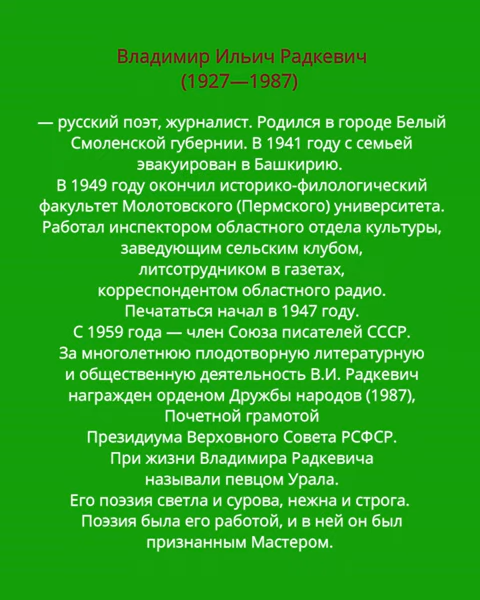 Владимир Ильич Радкевич
(1927—1987)
— русский поэт, журналист. Родился в городе Белый
Смоленской губернии. В 1941 году с семьей
эвакуирован в Башкирию.
В 1949 году окончил историко-филологический
факультет Молотовского (Пермского) университета.
Работал инспектором областного отдела культуры,
заведующим сельским клубом,
литсотрудником в газетах,
корреспондентом областного радио.
Печататься начал в 1947 году.
С 1959 года — член Союза писателей СССР.
За многолетнюю плодотворную литературную
и общественную деятельность В.И. Радкевич
награжден орденом Дружбы народов (1987),
Почетной грамотой
Президиума Верховного Совета РСФСР.
При жизни Владимира Радкевича
называли певцом Урала.
Его поэзия светла и сурова, нежна и строга.
Поэзия была его работой, и в ней он был
признанным Мастером.